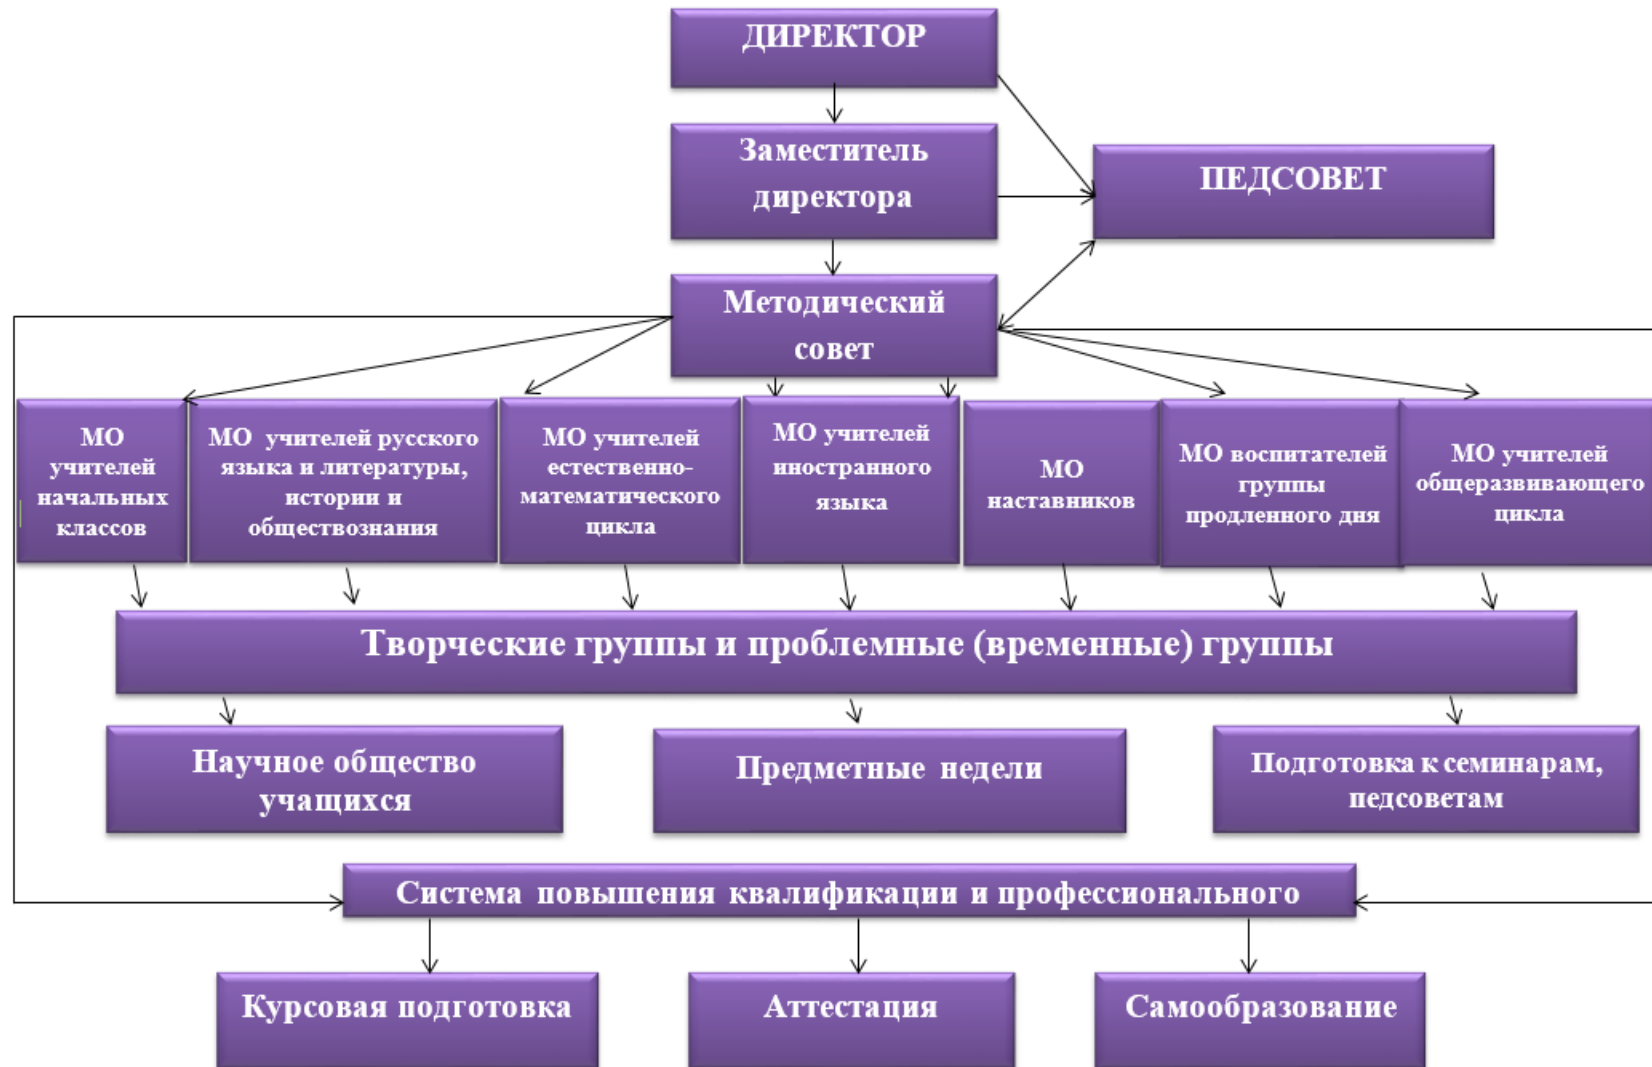 ДИРЕКТОР
Заместитель
директора
ПЕДСОВЕТ
Методический
совет
МО
учителей
начальных
классов
МО учителей русского
языка и литературы,
истории и
обществознания
МО учителей
естественно-
математического
цикла
МО учителей
иностранного
языка
МО
наставников
МО воспитателей
группы
продленного дня
МО учителей
общеразвивающего
цикла
Творческие группы и проблемные (временные) группы
Научное общество
учащихся
Предметные недели
Подготовка к семинарам,
педсоветам
Система повышения квалификации и профессионального
Курсовая подготовка
Аттестация
Самообразование